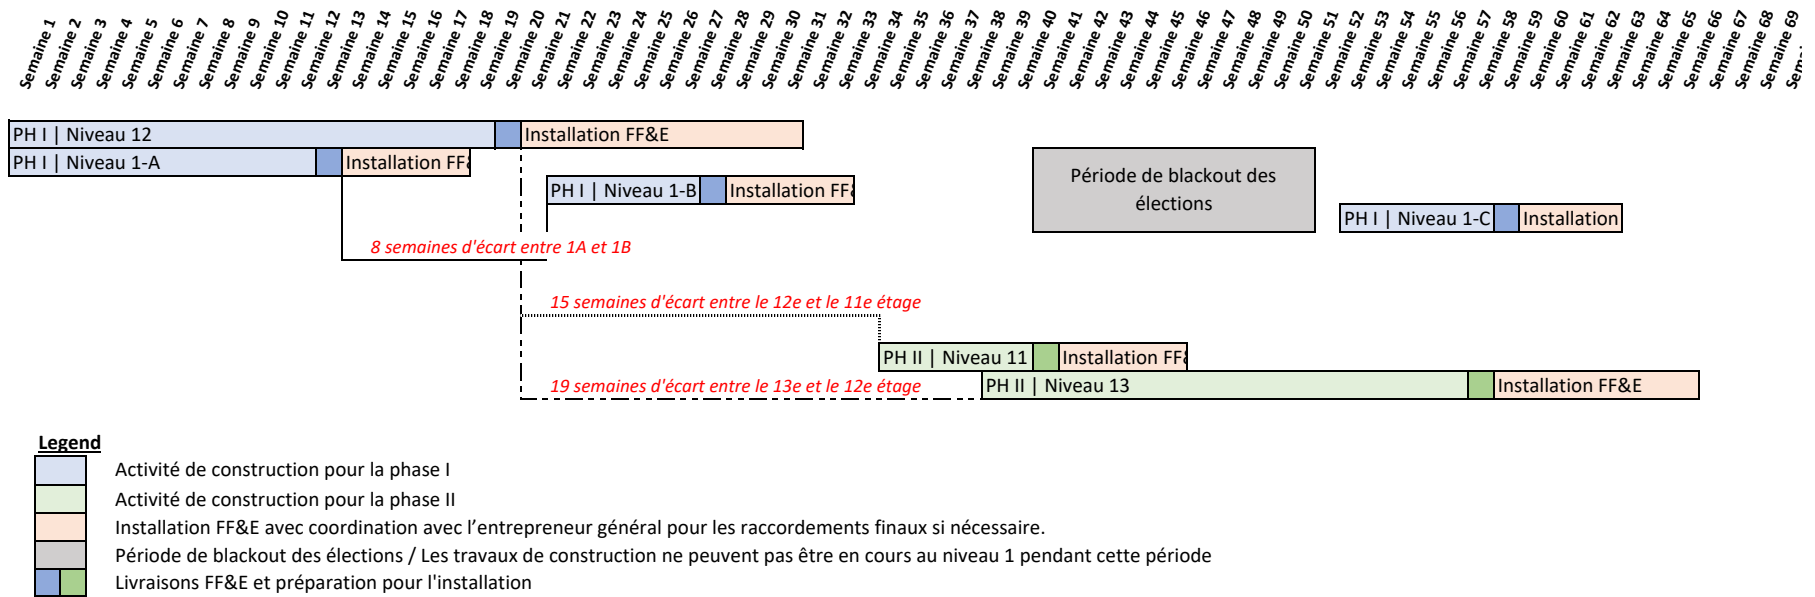 Semaine 1
Semaine 2
Semaine 3
Semaine 4
Semaine 5
Semaine 6
Semaine 7
Semaine 8
Semaine 9
Semaine 10
Semaine 11
Semaine 12
Semaine 13
Semaine 14
Semaine 15
Semaine 16
Semaine 17
Semaine 18
Semaine 19
Semaine 20
Semaine 21
Semaine 22
Semaine 23
Semaine 24
Semaine 25
Semaine 26
Semaine 27
Semaine 28
Semaine 29
Semaine 30
Semaine 31
Semaine 32
Semaine 33
Semaine 34
Semaine 35
Semaine 36
Semaine 37
Semaine 38
Semaine 39
Semaine 40
Semaine 41
Semaine 42
Semaine 43
Semaine 44
Semaine 45
Semaine 46
Semaine 47
Semaine 48
Semaine 49
Semaine 50
Semaine 51
Semaine 52
Semaine 53
Semaine 54
Semaine 55
Semaine 56
Semaine 57
Semaine 58
Semaine 59
Semaine 60
Semaine 61
Semaine 62
Semaine 63
Semaine 64
Semaine 65
Semaine 66
Semaine 67
Semaine 68
Semaine 69
PH I | Niveau 12 Installation FF&E
PH I | Niveau 1-A Installation FF&
PH I | Niveau 1-B Installation FF&
Période de blackout des
élections
PH I | Niveau 1-C Installation
8 semaines d'écart entre 1A et 1B
15 semaines d'écart entre le 12e et le 11e étage
PH II | Niveau 11 Installation FF&
19 semaines d'écart entre le 13e et le 12e étage
PH II | Niveau 13 Installation FF&E
Legend
Activité de construction pour la phase I
Activité de construction pour la phase II
Installation FF&E avec coordination avec l’entrepreneur général pour les raccordements finaux si nécessaire.
Période de blackout des élections / Les travaux de construction ne peuvent pas être en cours au niveau 1 pendant cette période
Livraisons FF&E et préparation pour l'installation